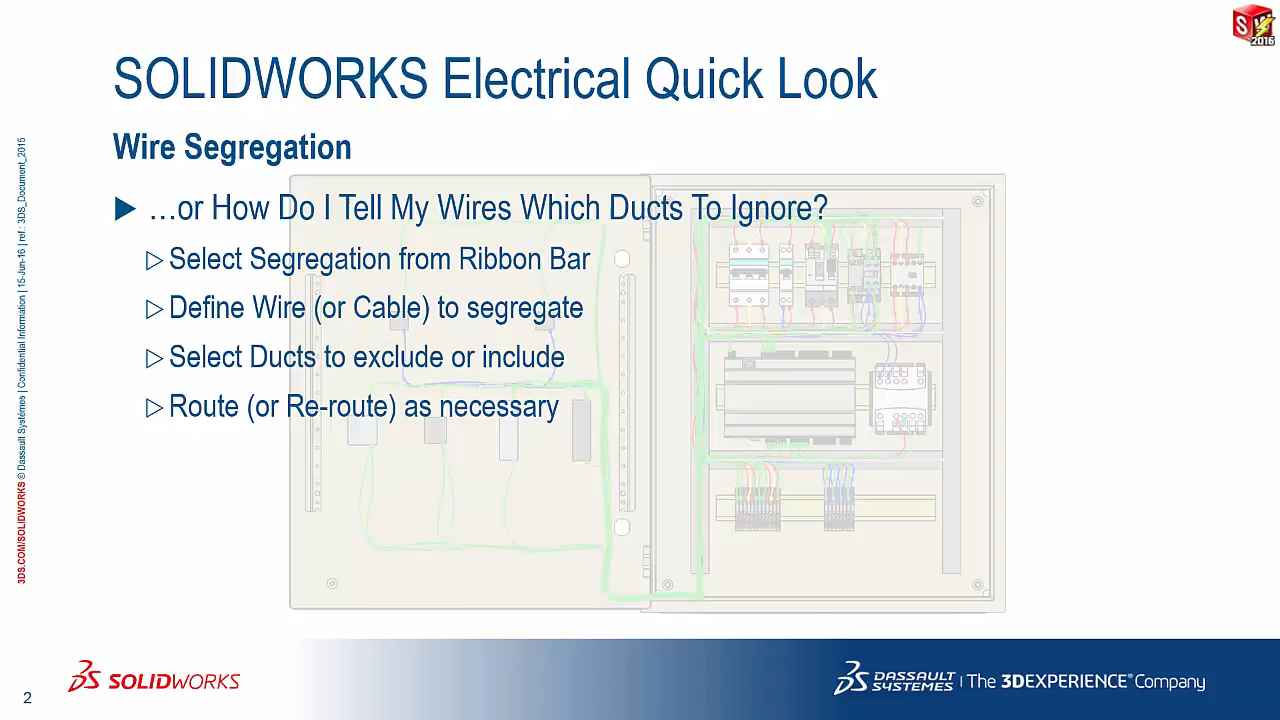 SW
2016
SOLIDWORKS Electrical Quick Look
Wire Segregation
…or How Do I Tell My Wires Which Ducts To Ignore?
Select Segregation from Ribbon Bar
Define Wire (or Cable) to segregate
Select Ducts to exclude or include
Route (or Re-route) as necessary
3DS.COM/SOLIDWORKS © Dassault Systèmes | Confidential Information | 15-Jun-16 | ref.: 3DS_Document_2015
2
SOLIDWORKS
DASSAULT SYSTEMES | The 3DEXPERIENCE® Company